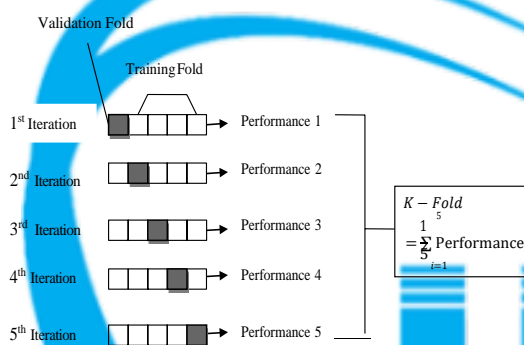 Validation Fold
Training Fold
1st Iteration
Performance 1
2nd Iteration
Performance 2
3rd Iteration
Performance 3
4th Iteration
Performance 4
5th Iteration
Performance 5
K − Fold
5
1
= Σ Performance
5
i=1